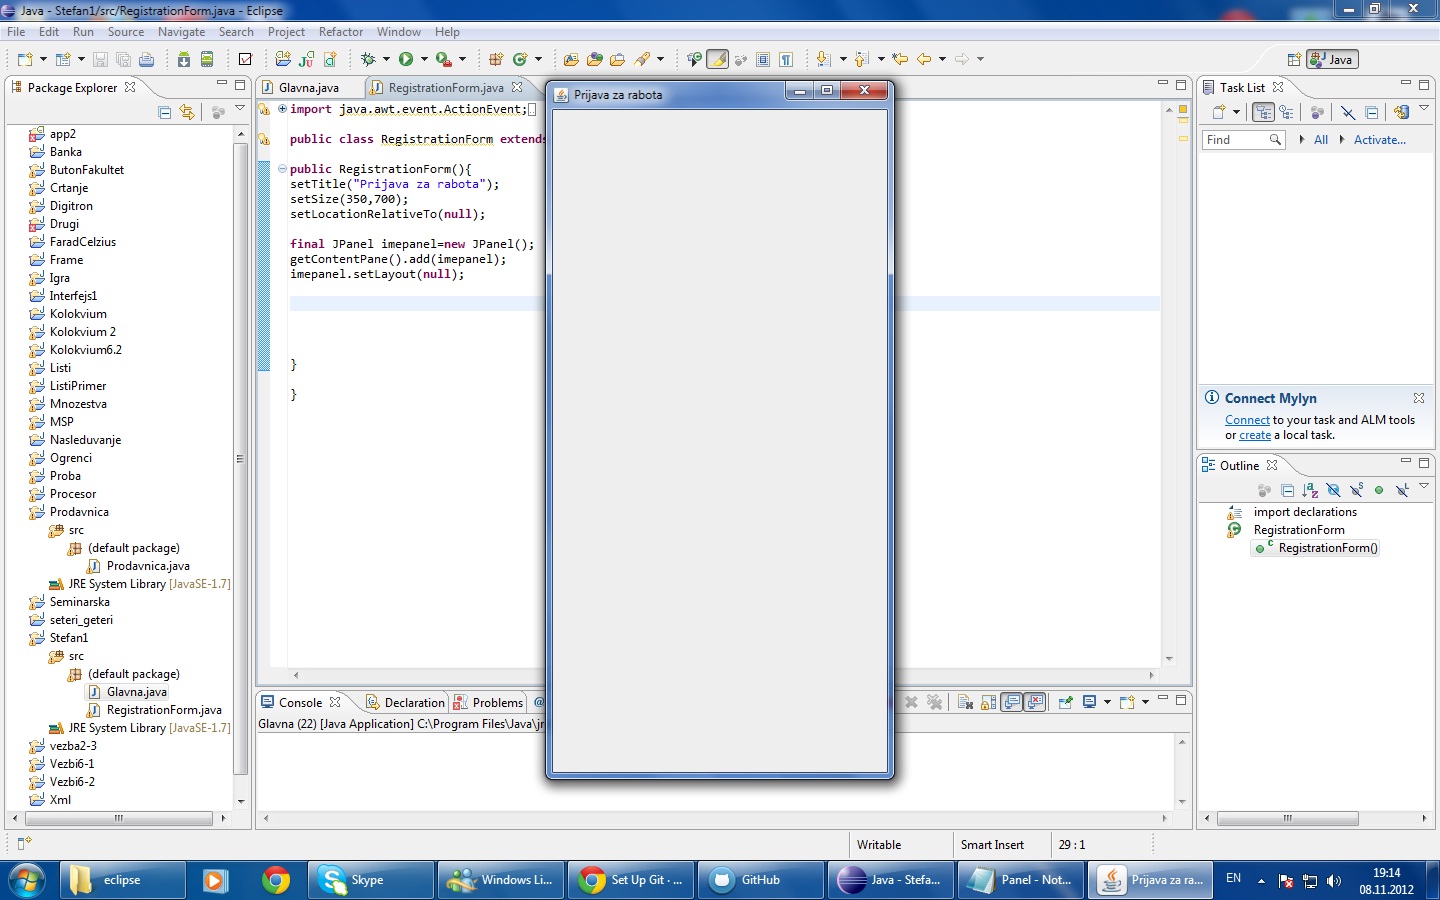 Java - Stefan1/src/RegistrationForm.java - Eclipse
File Edit Run Source Navigate Search Project Refactor Window Help
Java
Package Explorer
app2
Banka
ButonFakultet
Crtanje
Digitron
Drugi
FaradCelzius
Frame
Igra
Interfejs1
Kolokvium
Kolokvium 2
Kolokvium6.2
Listi
ListiPrimer
Mnozestva
MSP
Nasleduvanje
Ogrenci
Proba
Procesor
Prodavnica
src
(default package)
Prodavnica.java
JRE System Library [JavaSE-1.7]
Seminarska
seteri_geteri
Stefan1
src
(default package)
Glavna.java
RegistrationForm.java
JRE System Library [JavaSE-1.7]
vezba2-3
Vezbi6-1
Vezbi6-2
Xml
Glavna.java RegistrationForm.java
import java.awt.event.ActionEvent;
public class RegistrationForm extends
public RegistrationForm(){
setTitle("Prijava za rabota");
setSize(350,700);
setLocationRelativeTo(null);
final JPanel imepanel=new JPanel();
getContentPane().add(imepanel);
imepanel.setLayout(null);
}
}
Prijava za rabota
Console Declaration Problems @
Glavna (22) [Java Application] C:\Program Files\Java\jr
Task List
Find All Activate...
Connect Mylyn
Connect to your task and ALM tools
or create a local task.
Outline
import declarations
RegistrationForm
RegistrationForm()
Writable Smart Insert 29 : 1
eclipse Skype Windows Li... Set Up Git · ... GitHub Java - Stefa... Panel - Not... Prijava za ra... EN 19:14
08.11.2012